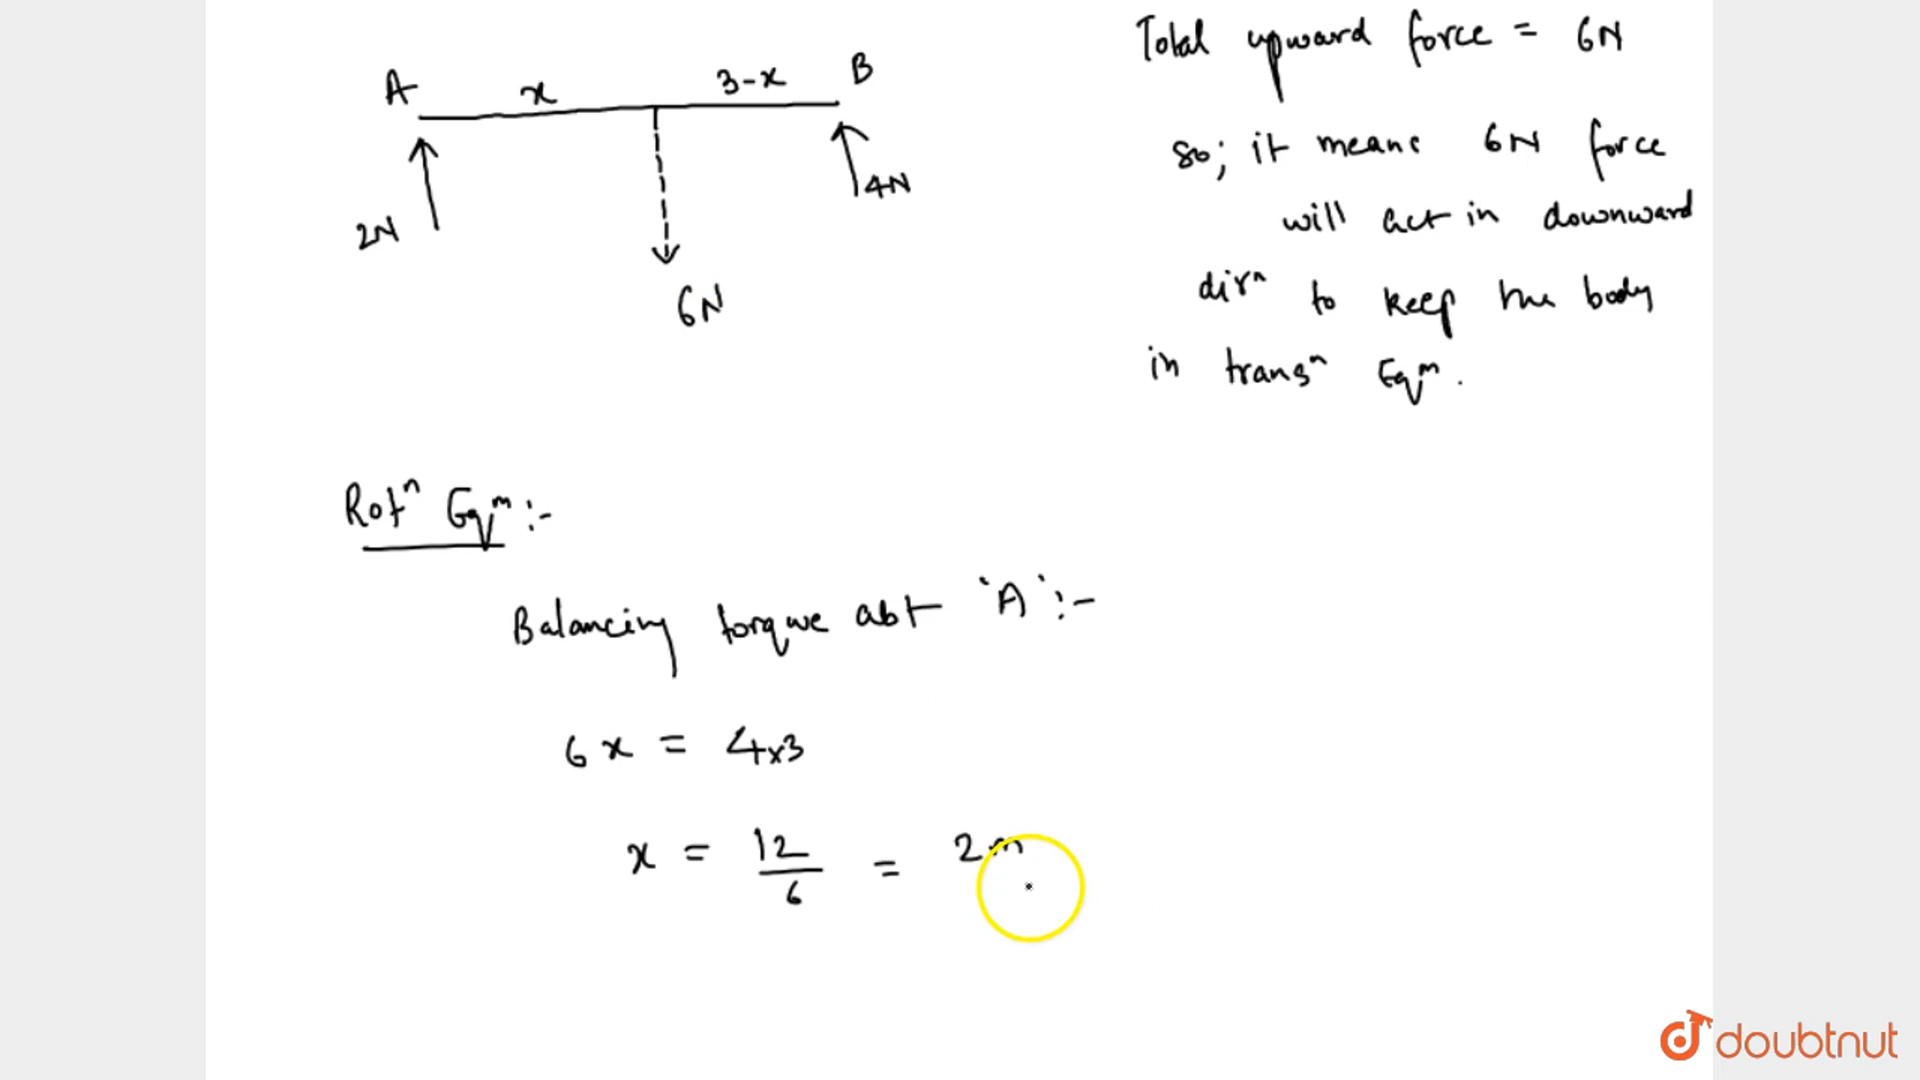 A x 3-x B
2N
4N
6N
Total upward force = 6N
so; it means 6N force
will act in downward
dirⁿ to keep the body
in transⁿ Eqᵐ.
Rotⁿ Eqᵐ :-
Balancing torque abt 'A' :-
6x = 4x3
x = 12/6 = 2m
doubtnut